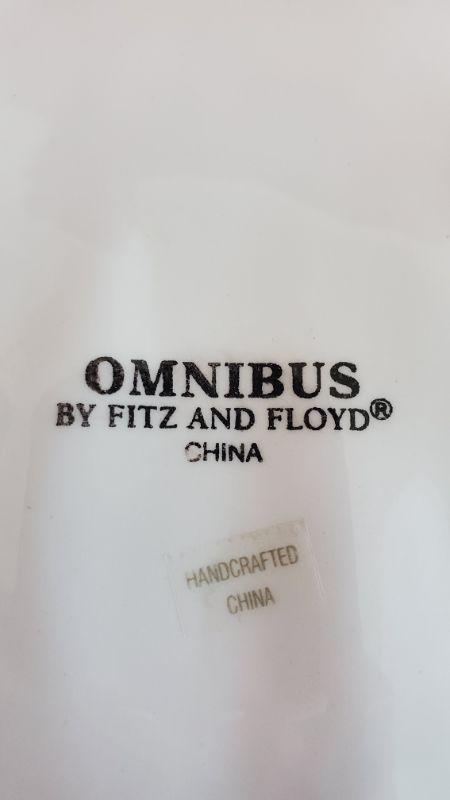 OMNIBUS
BY FITZ AND FLOYD®
CHINA
HANDCRAFTED
CHINA